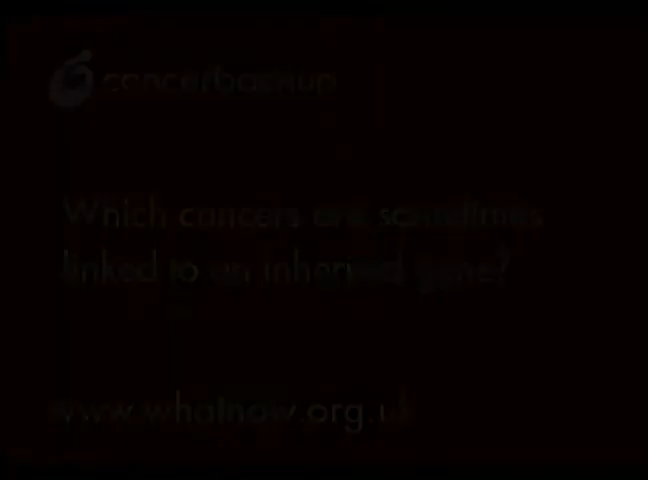 cancerbackup
Which cancers are sometimes
linked to an inherited gene?
www.whatnow.org.uk